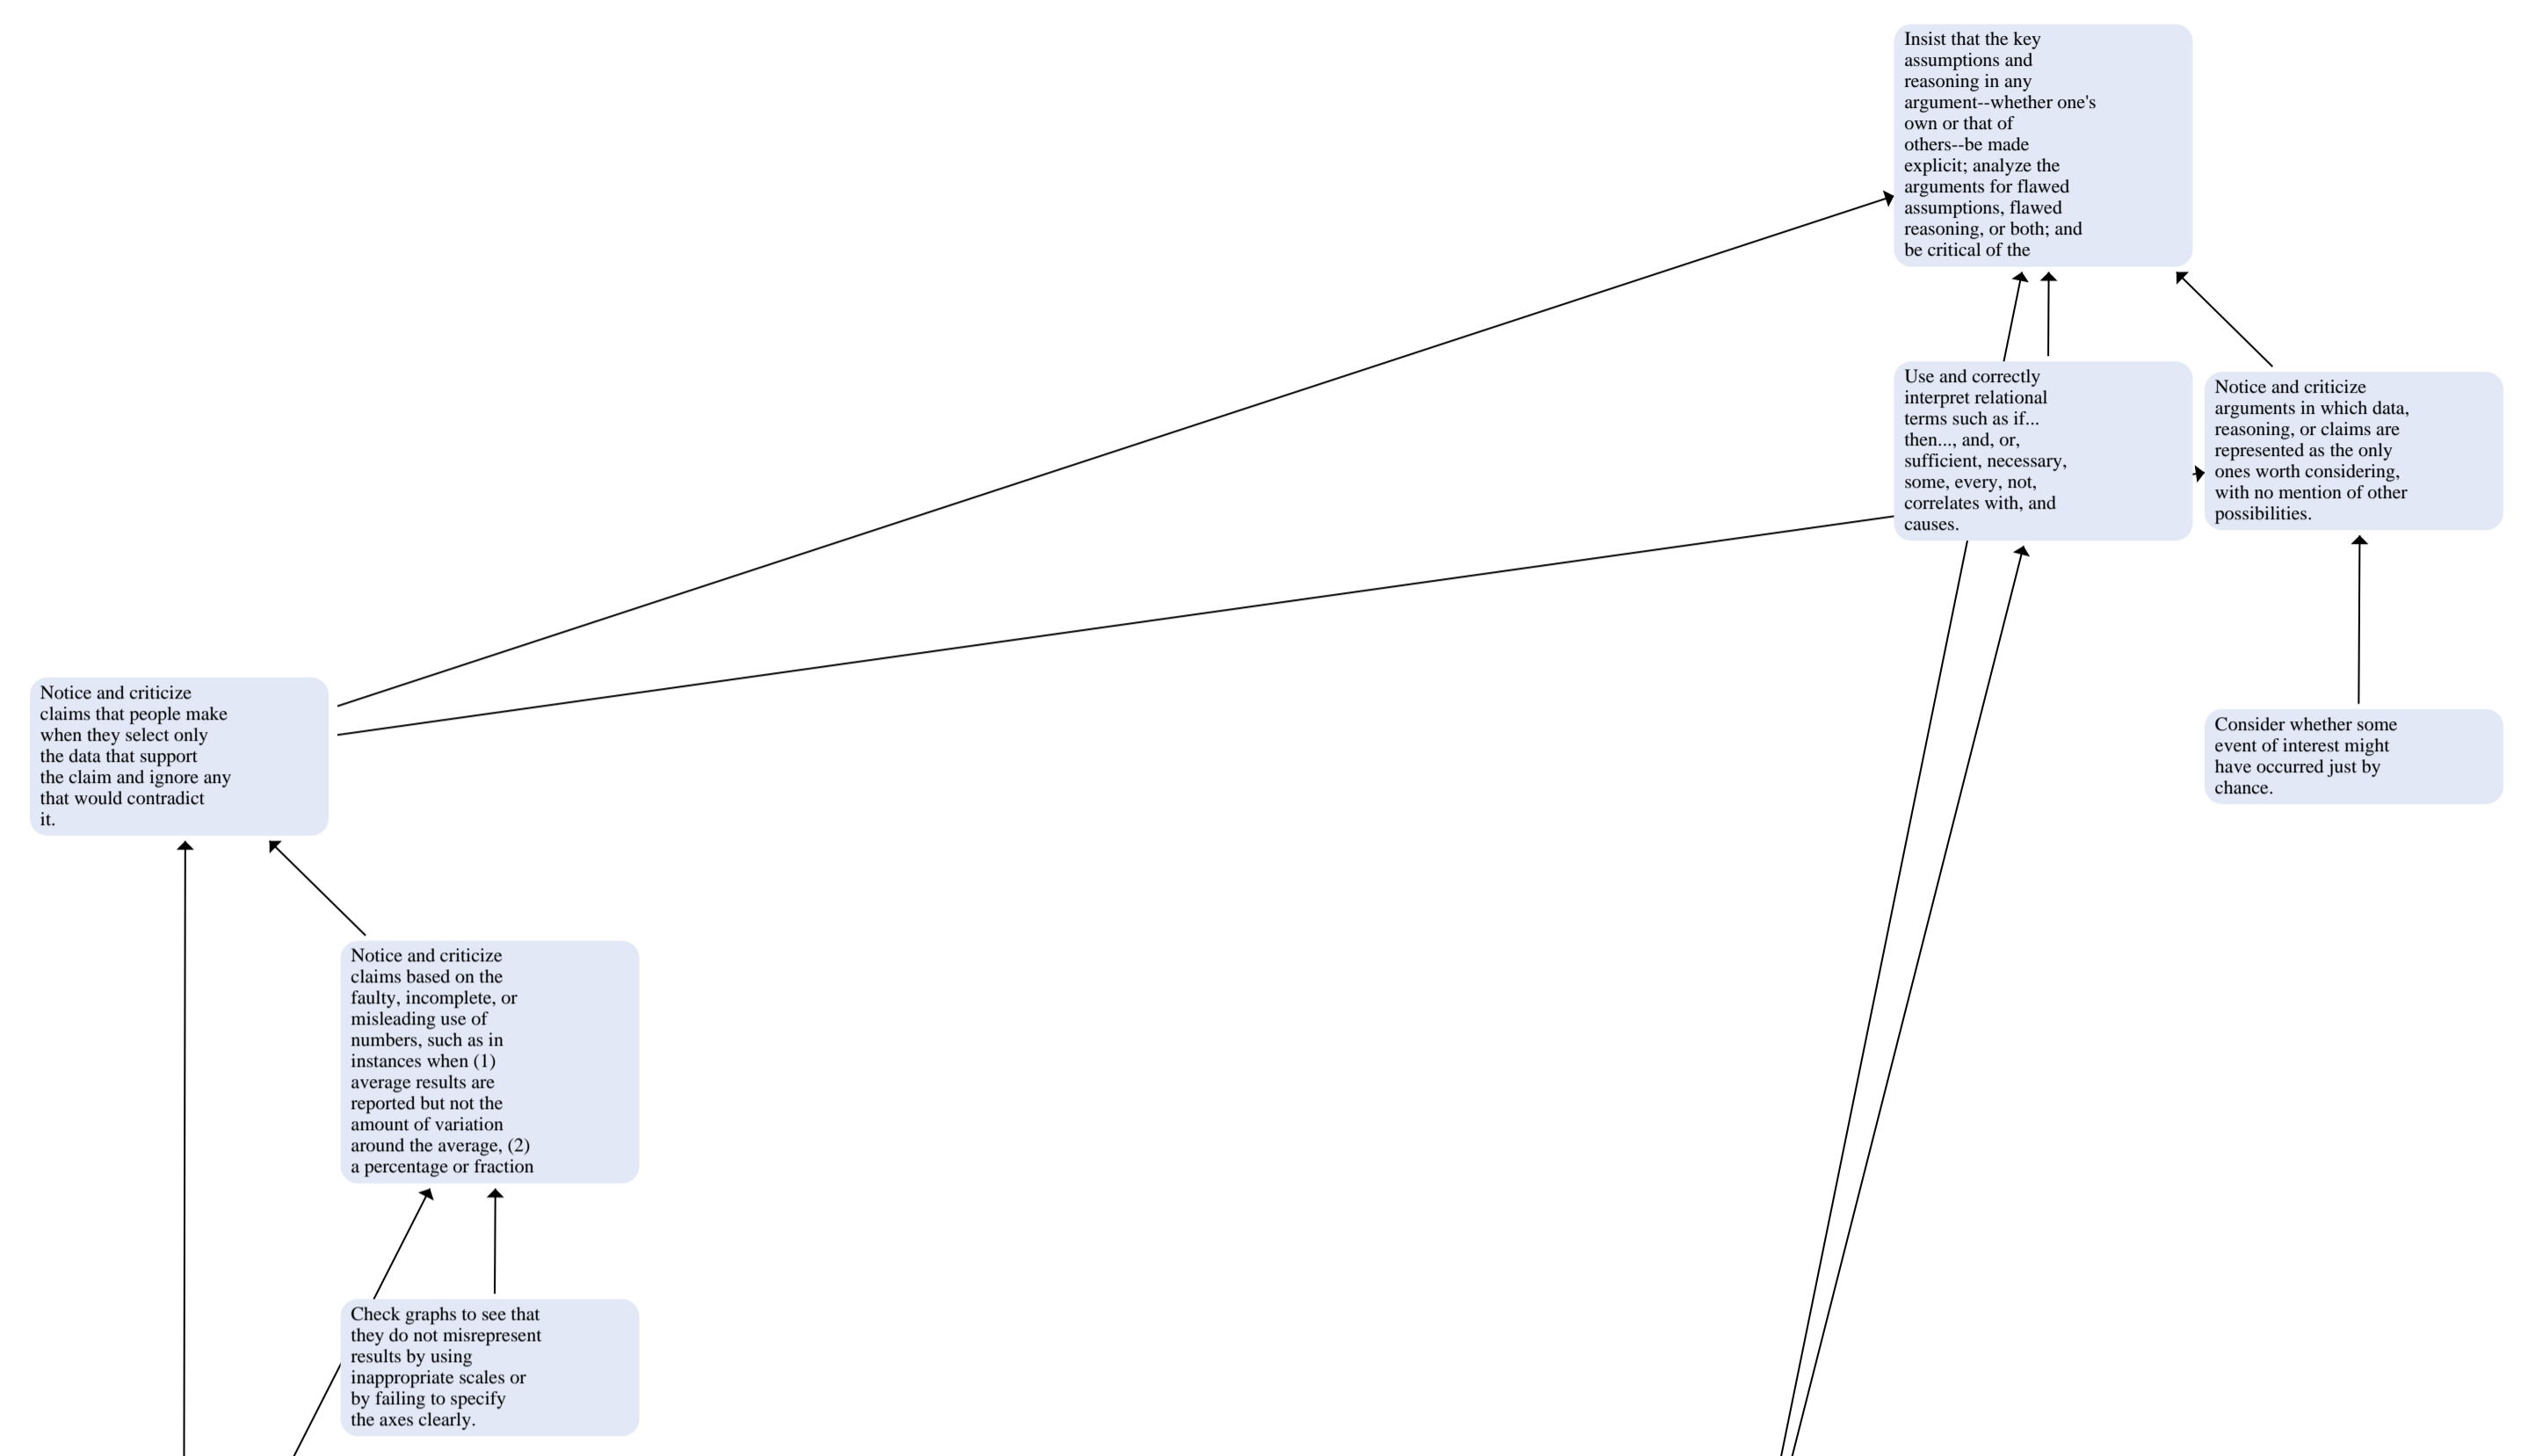 Insist that the key
assumptions and
reasoning in any
argument--whether one's
own or that of
others--be made
explicit; analyze the
arguments for flawed
assumptions, flawed
reasoning, or both; and
be critical of the
Use and correctly
interpret relational
terms such as if...
then..., and, or,
sufficient, necessary,
some, every, not,
correlates with, and
causes.
Notice and criticize
arguments in which data,
reasoning, or claims are
represented as the only
ones worth considering,
with no mention of other
possibilities.
Notice and criticize
claims that people make
when they select only
the data that support
the claim and ignore any
that would contradict
it.
Consider whether some
event of interest might
have occurred just by
chance.
Notice and criticize
claims based on the
faulty, incomplete, or
misleading use of
numbers, such as in
instances when (1)
average results are
reported but not the
amount of variation
around the average, (2)
a percentage or fraction
Check graphs to see that
they do not misrepresent
results by using
inappropriate scales or
by failing to specify
the axes clearly.